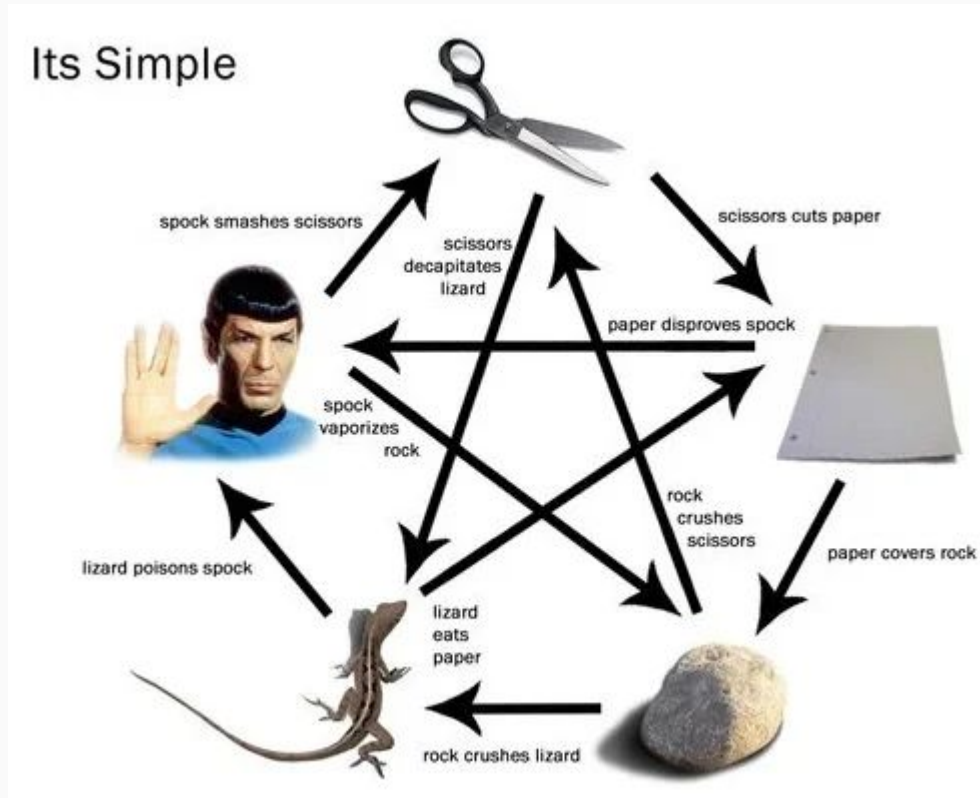 Its Simple
spock smashes scissors
scissors cuts paper
scissors
decapitates
lizard
paper disproves spock
spock
vaporizes
rock
rock
crushes
scissors
paper covers rock
lizard poisons spock
lizard
eats
paper
rock crushes lizard